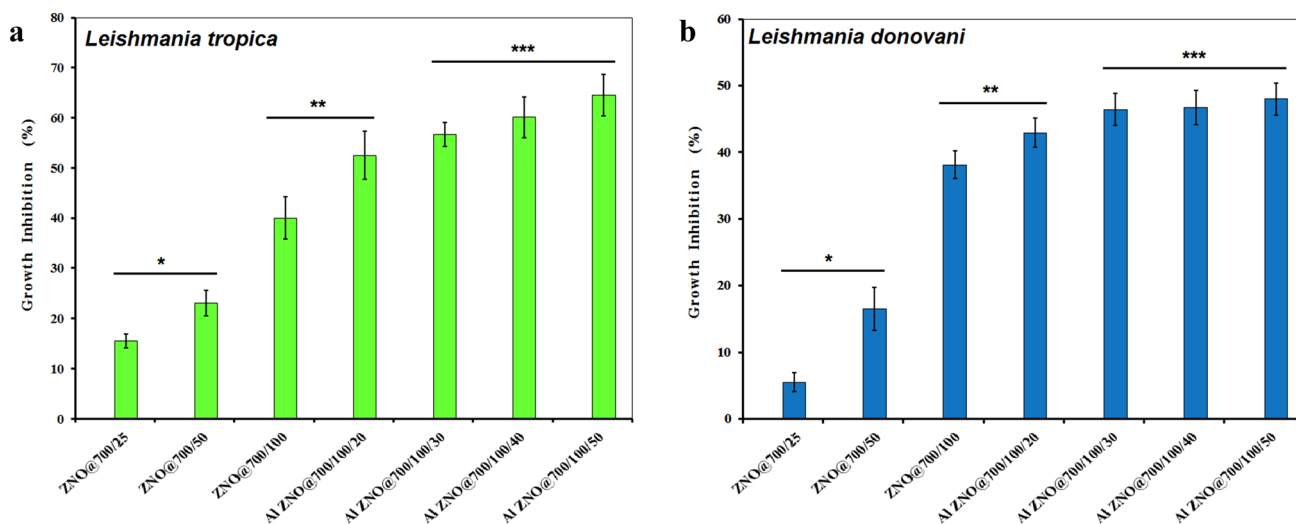 a
Leishmania tropica
Growth Inhibition (%)
80
70
60
50
40
30
20
10
0
*
**
***
ZNO@700/25
ZNO@700/50
ZNO@700/100
Al ZNO@700/100/20
Al ZNO@700/100/30
Al ZNO@700/100/40
Al ZNO@700/100/50
b
Leishmania donovani
Growth Inhibition (%)
60
50
40
30
20
10
0
*
**
***
ZNO@700/25
ZNO@700/50
ZNO@700/100
Al ZNO@700/100/20
Al ZNO@700/100/30
Al ZNO@700/100/40
Al ZNO@700/100/50